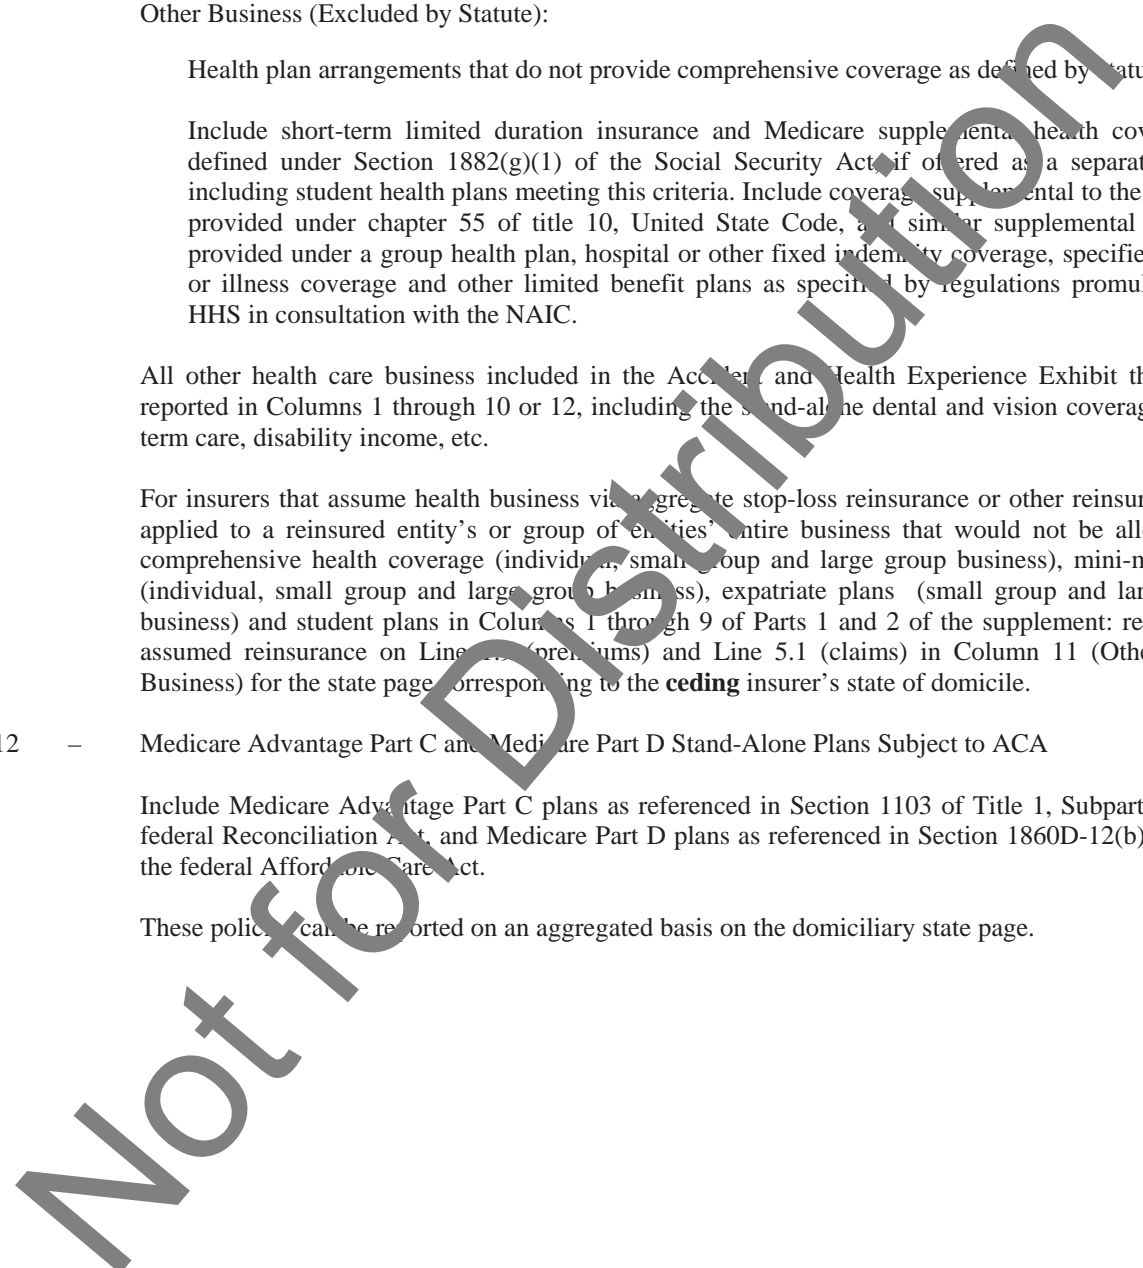 Other Business (Excluded by Statute):
Health plan arrangements that do not provide comprehensive coverage as defined by
Include short-term limited duration insurance and Medicare supplemental health
defined under Section 1882(g)(1) of the Social Security Act, if offered as a
including student health plans meeting this criteria. Include coverage supplemental to the
provided under chapter 55 of title 10, United State Code, and similar supplemental
provided under a group health plan, hospital or other fixed indemnity coverage,
or illness coverage and other limited benefit plans as specified by regulations
HHS in consultation with the NAIC.
All other health care business included in the Accident and Health Experience Exhibit
reported in Columns 1 through 10 or 12, including the stand-alone dental and vision
term care, disability income, etc.
For insurers that assume health business via aggregate stop-loss reinsurance or other
applied to a reinsured entity’s or group of entities’ entire business that would not be
comprehensive health coverage (individual, small group and large group business),
(individual, small group and large group business), expatriate plans (small group and
business) and student plans in Columns 1 through 9 of Parts 1 and 2 of the supplement:
assumed reinsurance on Line (premiums) and Line 5.1 (claims) in Column 11
Business) for the state page corresponding to the ceding insurer’s state of domicile.
12 – Medicare Advantage Part C and Medicare Part D Stand-Alone Plans Subject to ACA
Include Medicare Advantage Part C plans as referenced in Section 1103 of Title 1, Subpart
federal Reconciliation Act, and Medicare Part D plans as referenced in Section 1860D-12(b)
the federal Affordable Care Act.
These policies can be reported on an aggregated basis on the domiciliary state page.
Not for Distribution